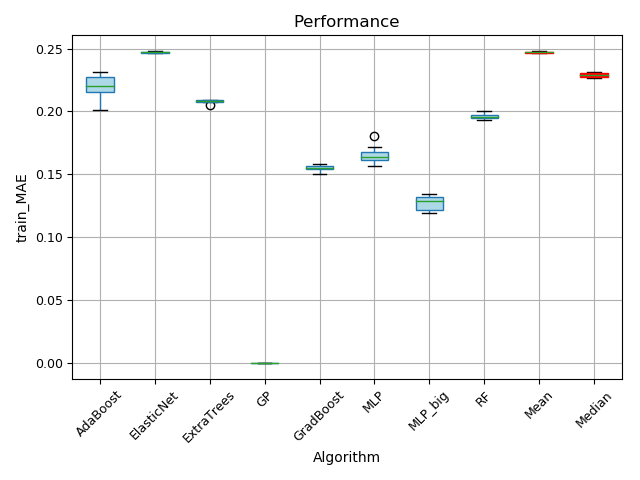 Performance
train_MAE
0.25
0.20
0.15
0.10
0.05
0.00
AdaBoost
ElasticNet
ExtraTrees
GP
GradBoost
MLP
MLP_big
RF
Mean
Median
Algorithm